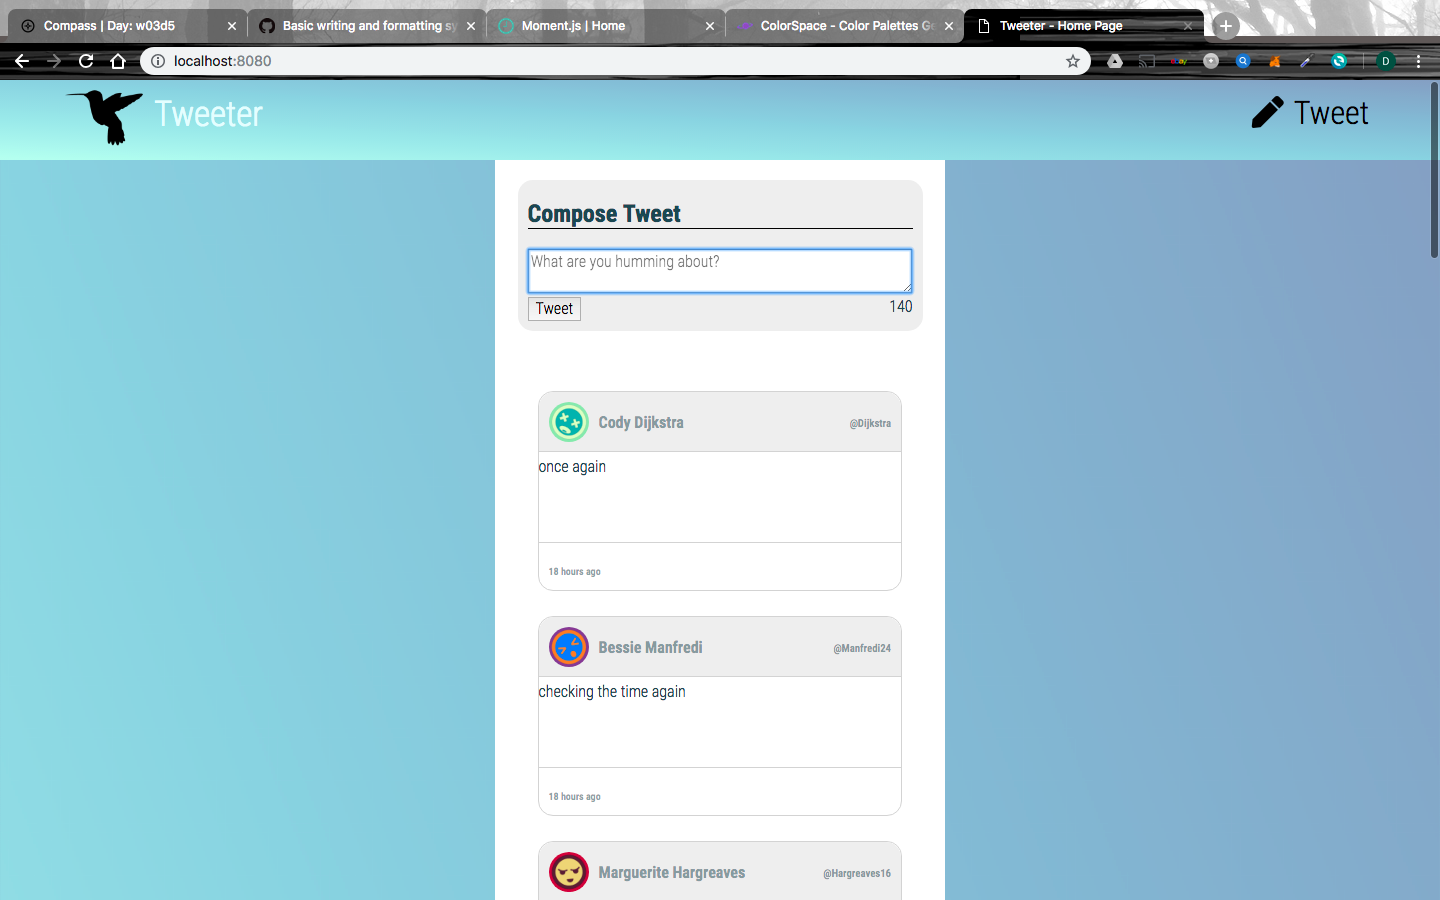 Compass | Day: w03d5
Basic writing and formatting sy
Moment.js | Home
ColorSpace - Color Palettes Ge
Tweeter - Home Page
localhost:8080
ebay
D
Tweeter
Tweet
Compose Tweet
What are you humming about?
Tweet
140
Cody Dijkstra
@Dijkstra
once again
18 hours ago
Bessie Manfredi
@Manfredi24
checking the time again
18 hours ago
Marguerite Hargreaves
@Hargreaves16